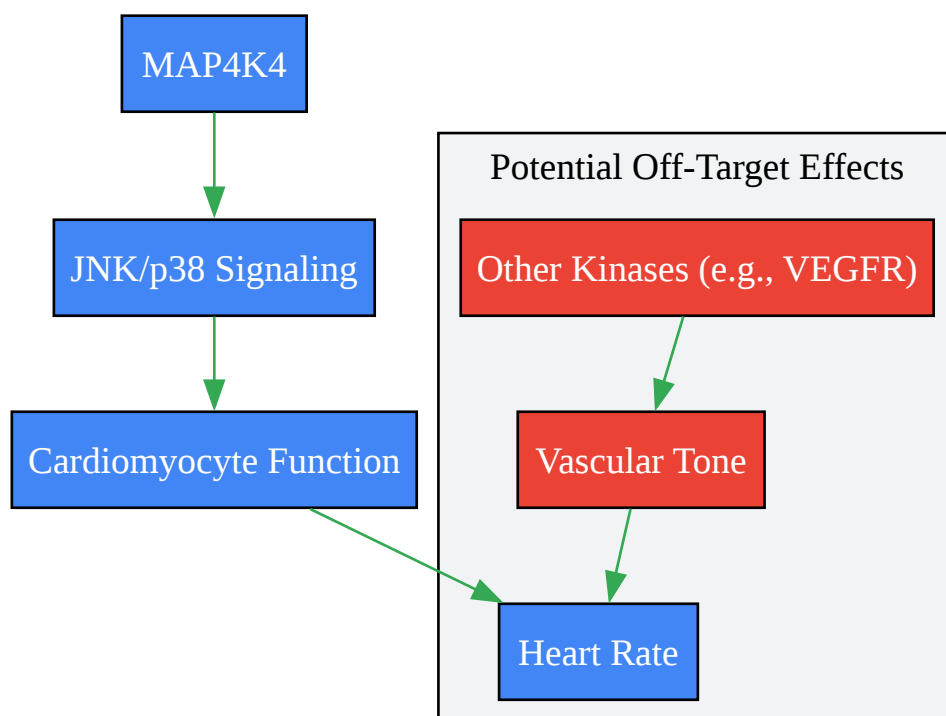 MAP4K4
Potential Off-Target Effects
JNK/p38 Signaling
Other Kinases (e.g., VEGFR)
Cardiomyocyte Function
Vascular Tone
Heart Rate